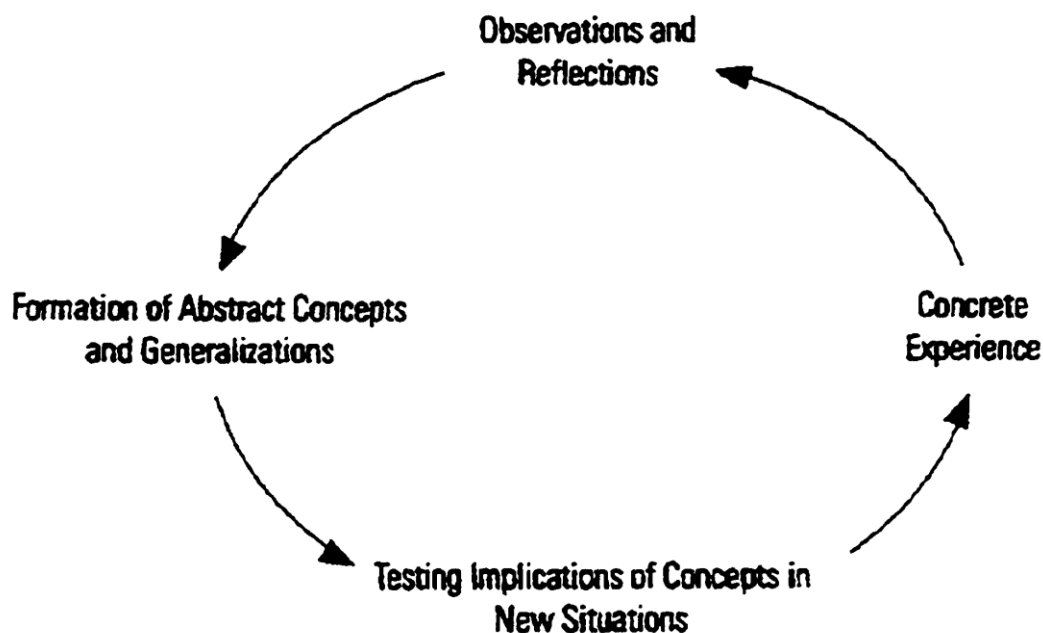 Observations and
Reflections
Formation of Abstract Concepts
and Generalizations
Concrete
Experience
Testing Implications of Concepts in
New Situations